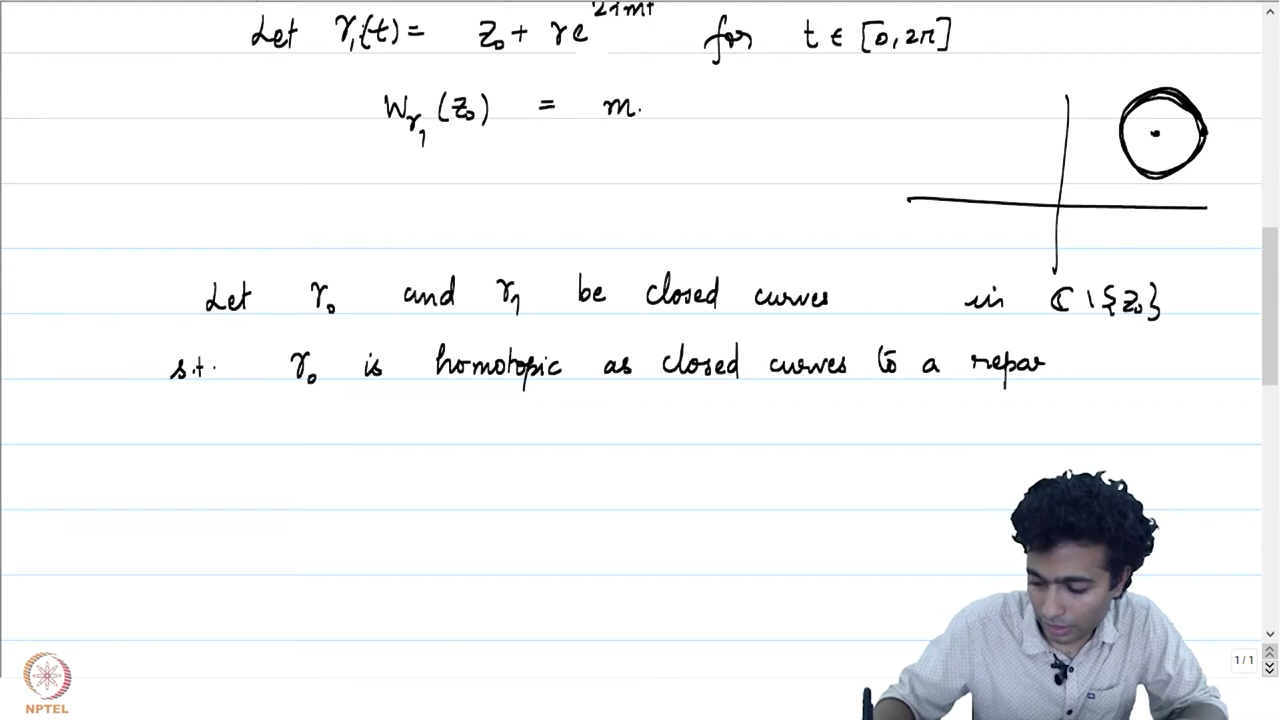 Let γ₁(t) = z₀ + re^{2πimt} for t ∈ [0, 2π]
W_{γ₁}(z₀) = m.
Let γ₀ and γ₁ be closed curves in ℂ \ {z₀}
s.t. γ₀ is homotopic as closed curves to a repar
1 / 1
NPTEL